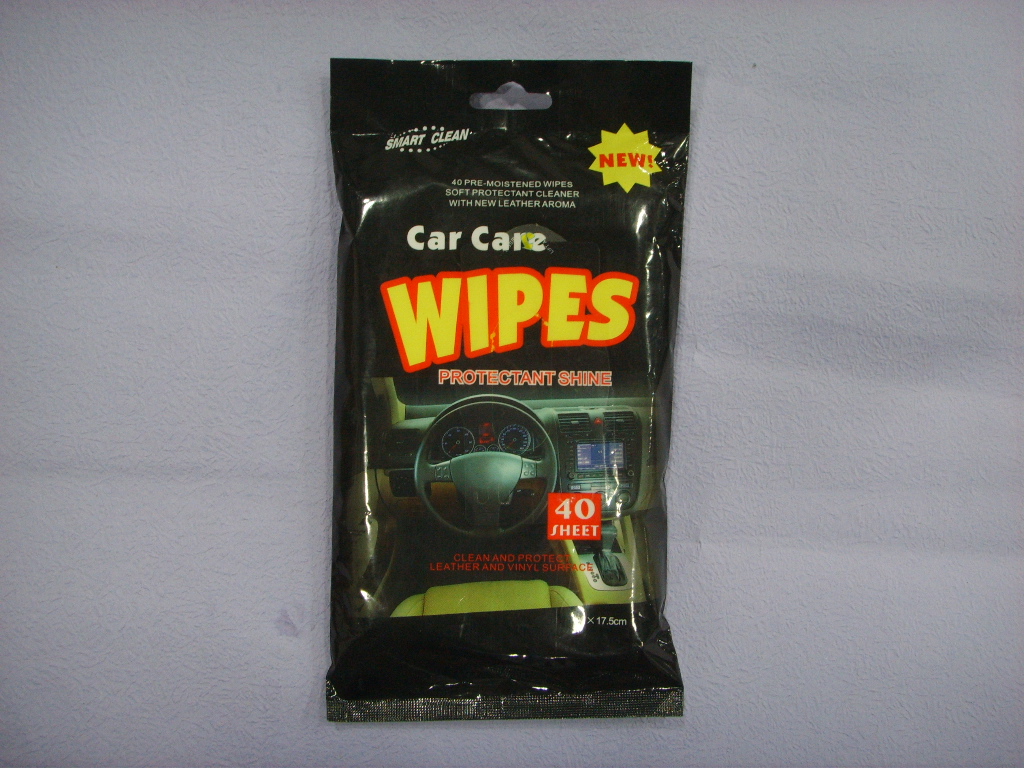 SMART CLEAN
NEW!
40 PRE-MOISTENED WIPES
SOFT PROTECTANT CLEANER
WITH NEW LEATHER AROMA
Car Care
WIPES
PROTECTANT SHINE
40
SHEET
CLEAN AND PROTECT
LEATHER AND VINYL SURFACE
×17.5cm